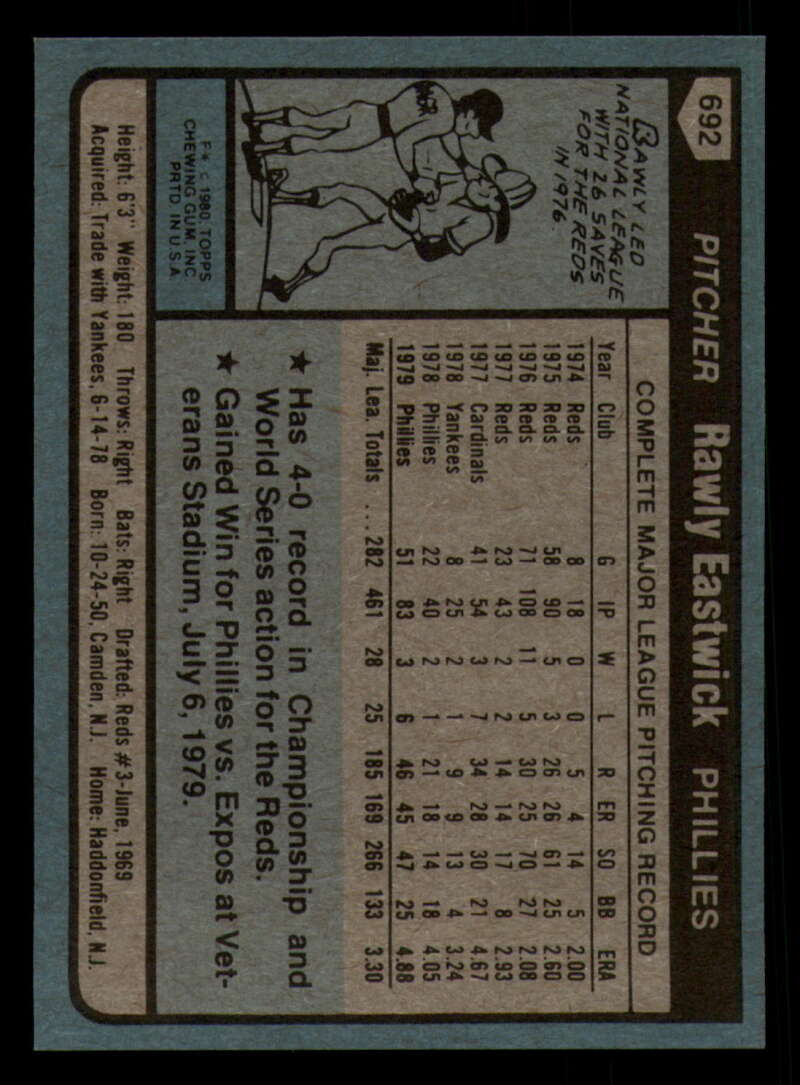 692 PITCHER Rawly Eastwick PHILLIES
RAWLY LED
NATIONAL LEAGUE
WITH 26 SAVES
FOR THE REDS
IN 1976.
F* © 1980 TOPPS
CHEWING GUM, INC.
PRTD. IN U.S.A.
COMPLETE MAJOR LEAGUE PITCHING RECORD
Year Club G IP W L R ER SO BB ERA
1974 Reds 8 18 0 0 5 4 14 5 2.00
1975 Reds 58 90 5 3 26 26 61 25 2.60
1976 Reds 71 108 11 5 30 25 70 27 2.08
1977 Reds 23 43 2 2 14 14 17 8 2.93
1977 Cardinals 41 54 3 7 34 28 30 21 4.67
1978 Yankees 8 25 2 1 9 9 13 4 3.24
1978 Phillies 22 40 2 1 21 18 14 18 4.05
1979 Phillies 51 83 3 6 46 45 47 25 4.88
Maj. Lea. Totals ... 282 461 28 25 185 169 266 133 3.30
★ Has 4-0 record in Championship and
World Series action for the Reds.
★ Gained Win for Phillies vs. Expos at Vet-
erans Stadium, July 6, 1979.
Height: 6'3" Weight: 180 Throws: Right Bats: Right Drafted: Reds #3-June, 1969
Acquired: Trade with Yankees, 6-14-78 Born: 10-24-50, Camden, N.J. Home: Haddonfield, N.J.